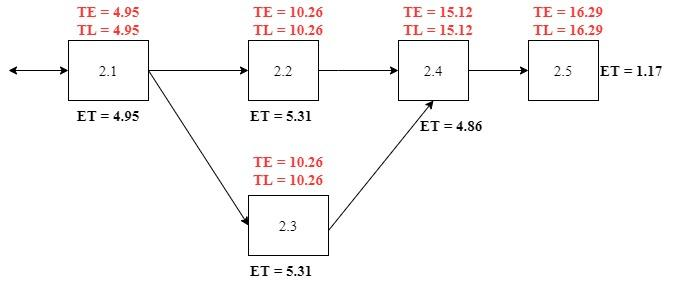 TE = 4.95
TL = 4.95
TE = 10.26
TL = 10.26
TE = 15.12
TL = 15.12
TE = 16.29
TL = 16.29
2.1
2.2
2.4
2.5
ET = 1.17
ET = 4.95
ET = 5.31
ET = 4.86
TE = 10.26
TL = 10.26
2.3
ET = 5.31